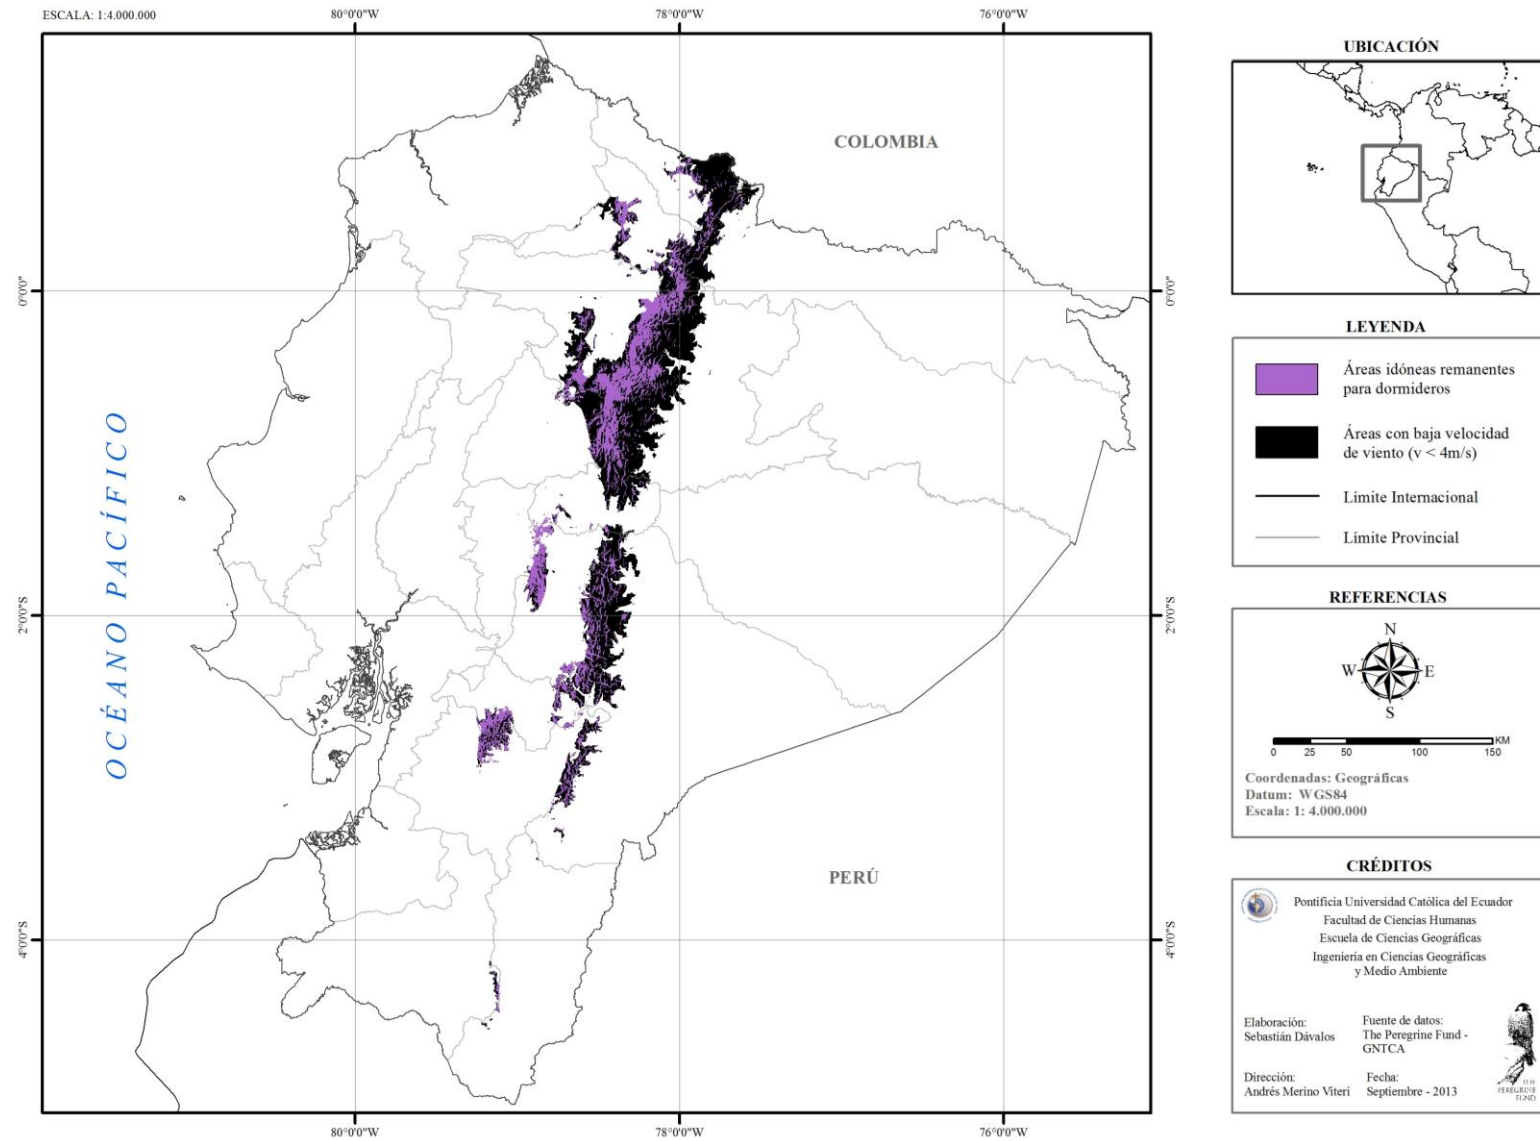 ESCALA: 1:4.000.000
80°0'0"W
78°0'0"W
76°0'0"W
COLOMBIA
0°0'0"
0°0'0"
OCÉANO PACÍFICO
2°0'0"S
2°0'0"S
PERÚ
4°0'0"S
4°0'0"S
80°0'0"W
78°0'0"W
76°0'0"W
UBICACIÓN
LEYENDA
Áreas idóneas remanentes
para dormideros
Áreas con baja velocidad
de viento (v < 4m/s)
Límite Internacional
Límite Provincial
REFERENCIAS
N
W E
S
KM
0 25 50 100 150
Coordenadas: Geográficas
Datum: WGS84
Escala: 1: 4.000.000
CRÉDITOS
Pontificia Universidad Católica del Ecuador
Facultad de Ciencias Humanas
Escuela de Ciencias Geográficas
Ingeniería en Ciencias Geográficas
y Medio Ambiente
Elaboración:
Sebastián Dávalos
Fuente de datos:
The Peregrine Fund -
GNTCA
Dirección:
Andrés Merino Viteri
Fecha:
Septiembre - 2013
PEREGRINE
FUND